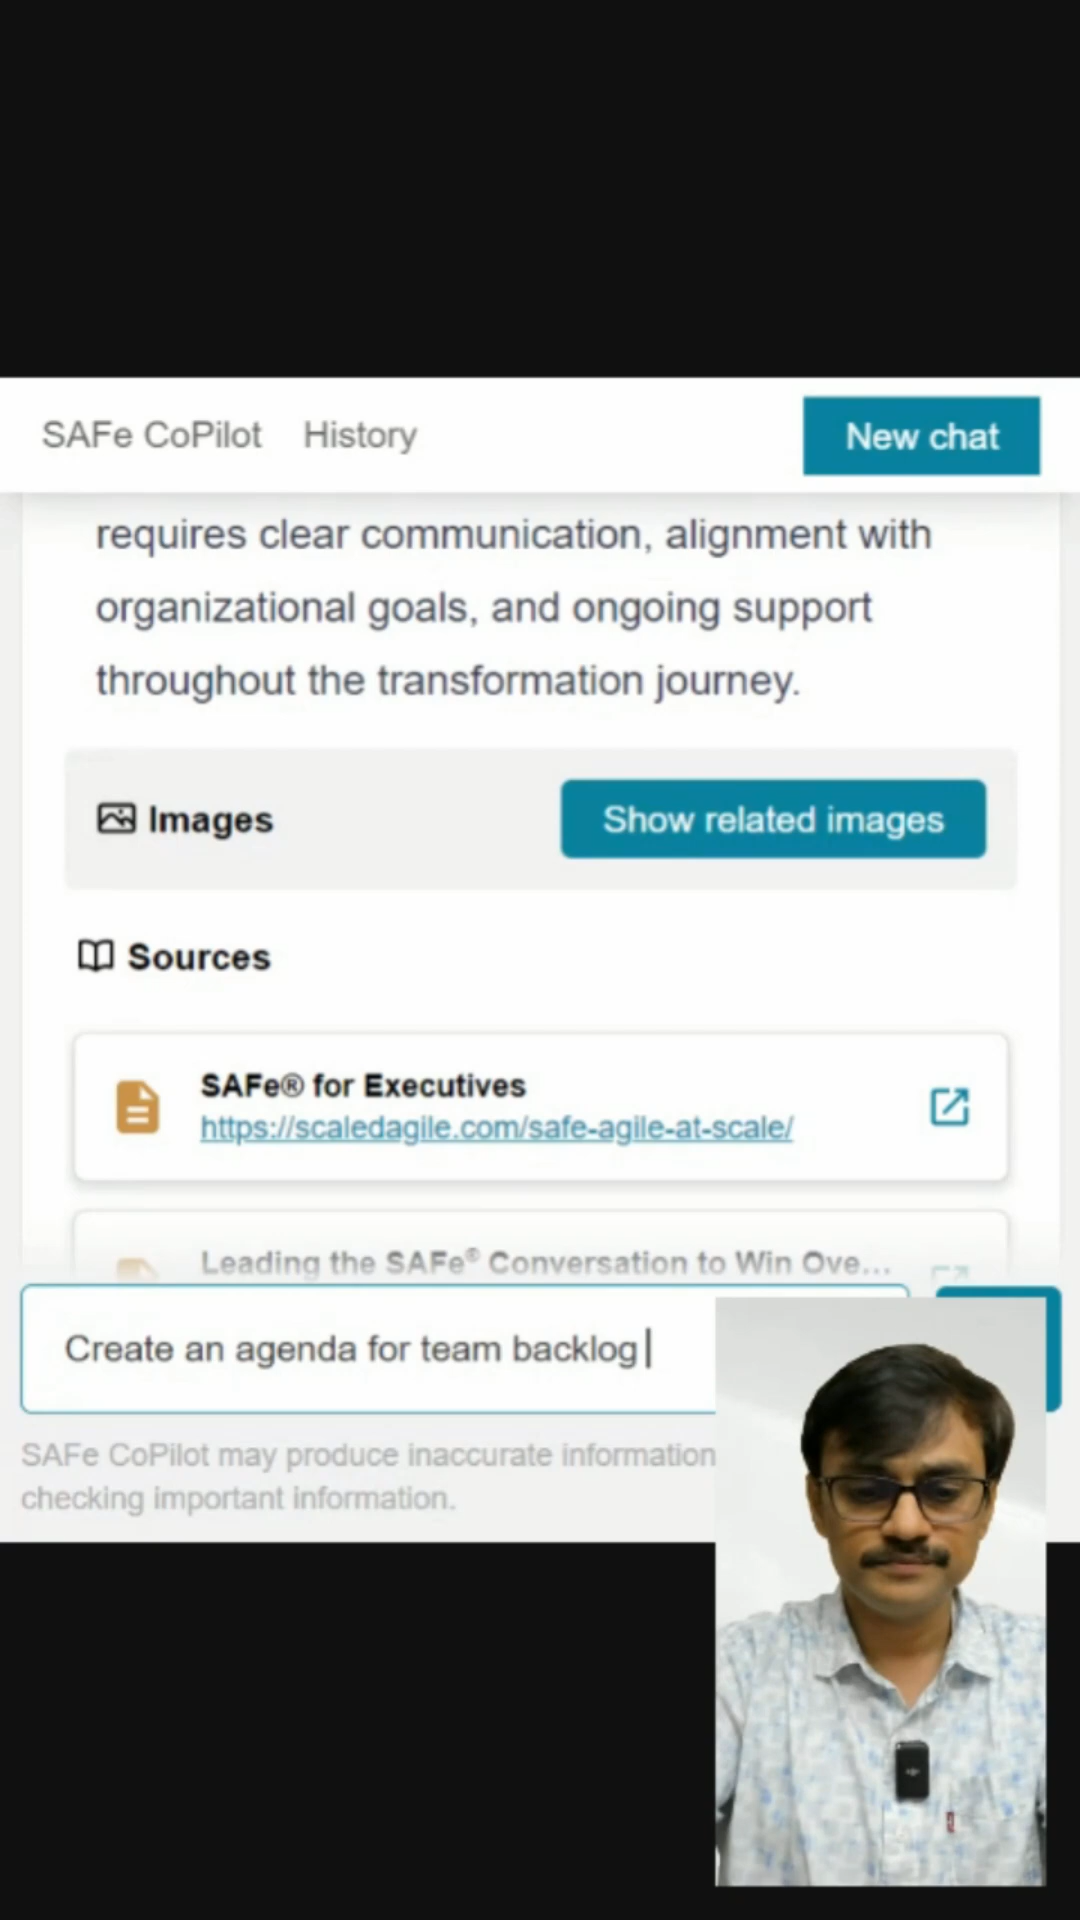 SAFe CoPilot History New chat
requires clear communication, alignment with
organizational goals, and ongoing support
throughout the transformation journey.
Images Show related images
Sources
SAFe® for Executives
https://scaledagile.com/safe-agile-at-scale/
Leading the SAFe® Conversation to Win Ove...
Create an agenda for team backlog
SAFe CoPilot may produce inaccurate information
checking important information.